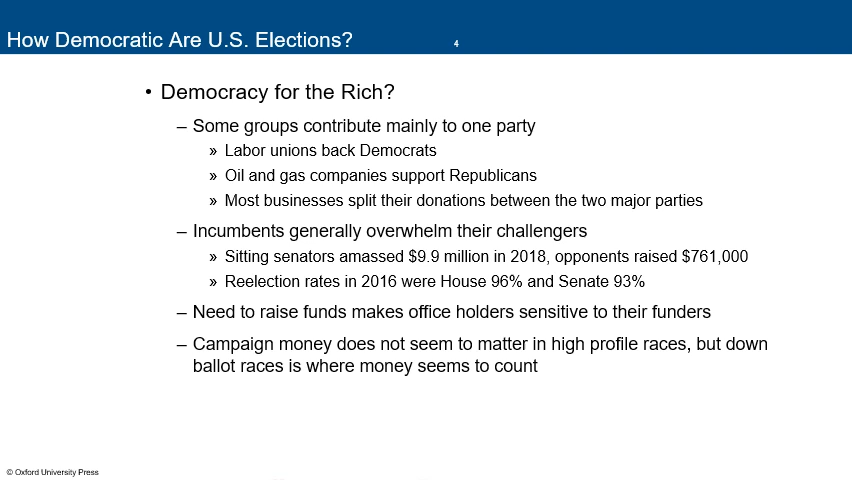 How Democratic Are U.S. Elections?
4
• Democracy for the Rich?
– Some groups contribute mainly to one party
» Labor unions back Democrats
» Oil and gas companies support Republicans
» Most businesses split their donations between the two major parties
– Incumbents generally overwhelm their challengers
» Sitting senators amassed $9.9 million in 2018, opponents raised $761,000
» Reelection rates in 2016 were House 96% and Senate 93%
– Need to raise funds makes office holders sensitive to their funders
– Campaign money does not seem to matter in high profile races, but down
ballot races is where money seems to count
© Oxford University Press